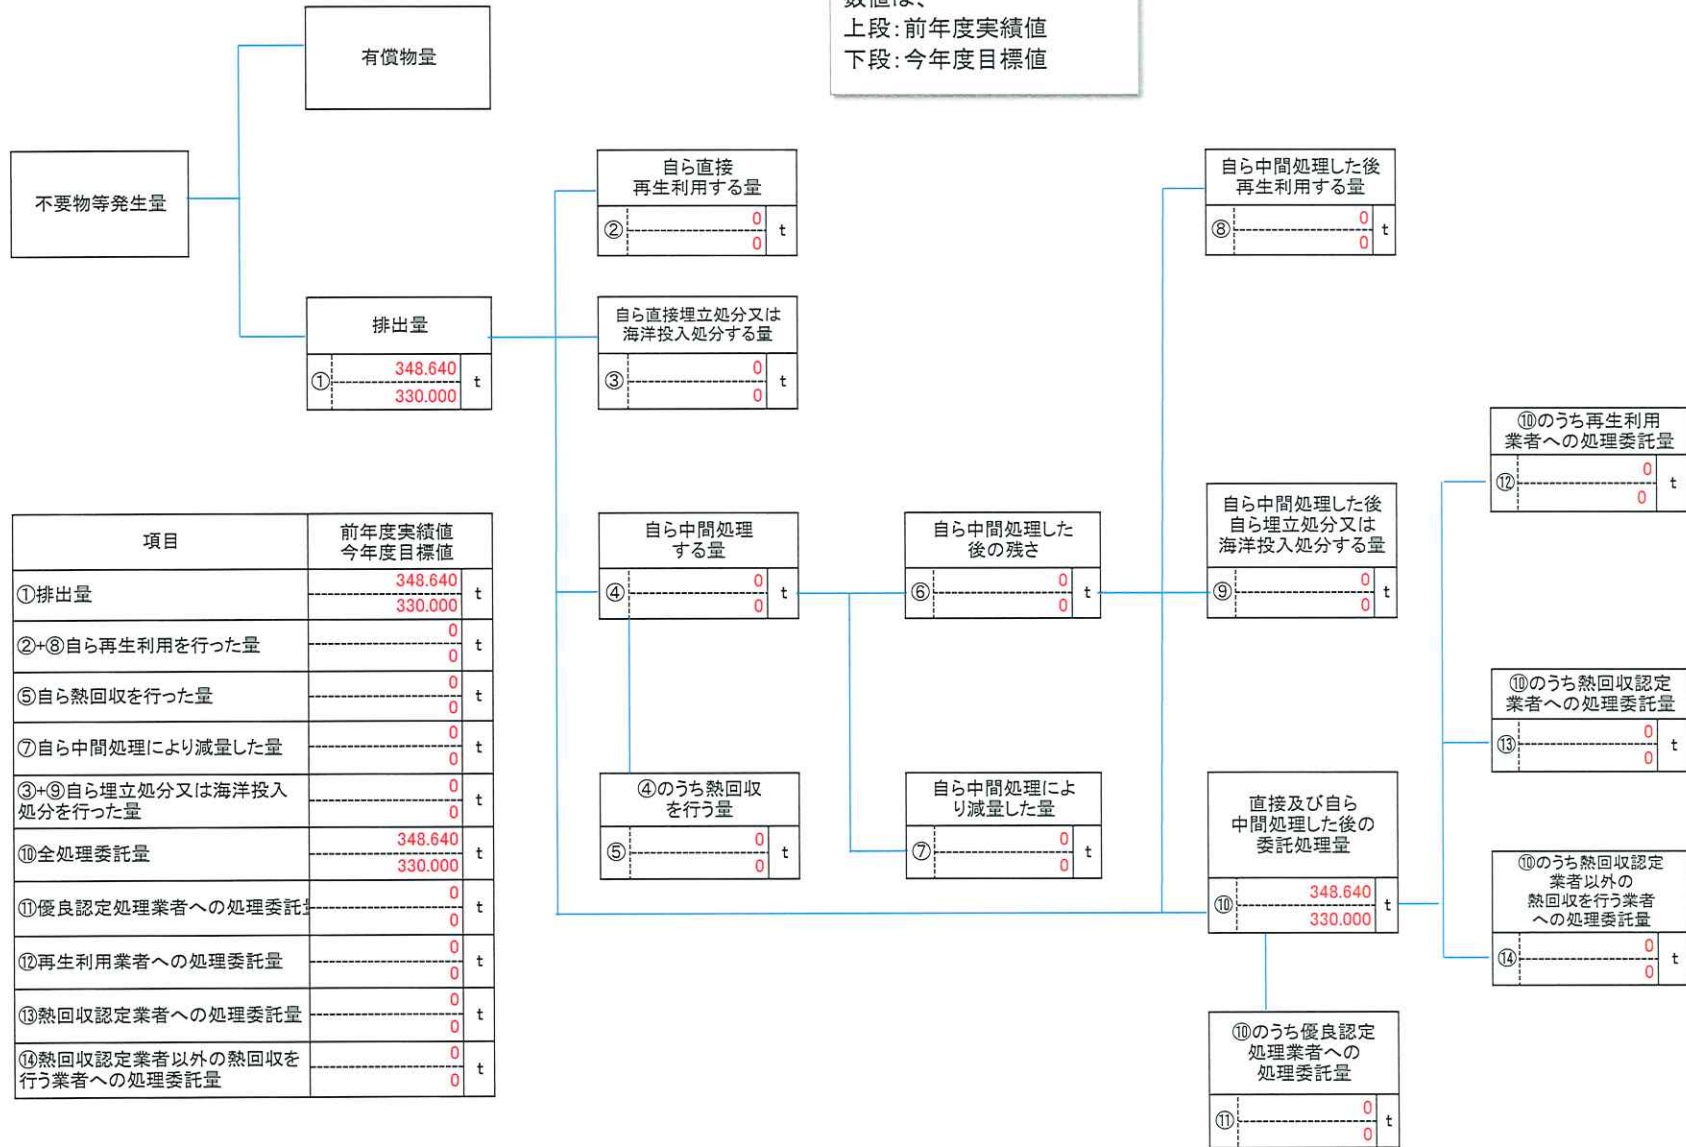 数値は、
上段:前年度実績値
下段:今年度目標値
有償物量
不要物等発生量
排出量
①
348.640
330.000
t
自ら直接
再生利用する量
②
0
0
t
自ら直接埋立処分又は
海洋投入処分する量
③
0
0
t
自ら中間処理
する量
④
0
0
t
④のうち熱回収
を行う量
⑤
0
0
t
自ら中間処理した
後の残さ
⑥
0
0
t
自ら中間処理によ
り減量した量
⑦
0
0
t
自ら中間処理した後
再生利用する量
⑧
0
0
t
自ら中間処理した後
自ら埋立処分又は
海洋投入処分する量
⑨
0
0
t
直接及び自ら
中間処理した後の
委託処理量
⑩
348.640
330.000
t
⑩のうち優良認定
処理業者への
処理委託量
⑪
0
0
t
⑩のうち再生利用
業者への処理委託量
⑫
0
0
t
⑩のうち熱回収認定
業者への処理委託量
⑬
0
0
t
⑩のうち熱回収認定
業者以外の
熱回収を行う業者
への処理委託量
⑭
0
0
t
項目
前年度実績値
今年度目標値
①排出量
348.640
330.000
t
②+⑧自ら再生利用を行った量
0
0
t
⑤自ら熱回収を行った量
0
0
t
⑦自ら中間処理により減量した量
0
0
t
③+⑨自ら埋立処分又は海洋投入
処分を行った量
0
0
t
⑩全処理委託量
348.640
330.000
t
⑪優良認定処理業者への処理委託
0
0
t
⑫再生利用業者への処理委託量
0
0
t
⑬熱回収認定業者への処理委託量
0
0
t
⑭熱回収認定業者以外の熱回収を
行う業者への処理委託量
0
0
t